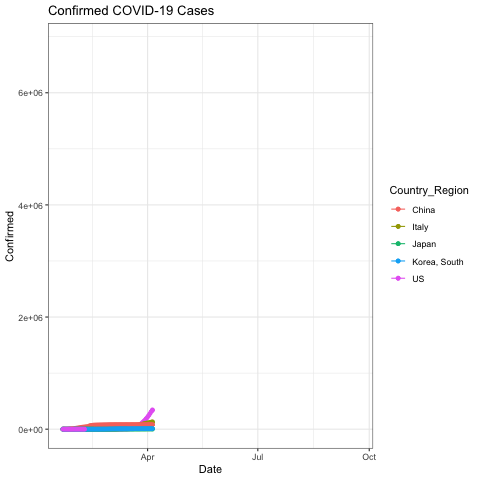 Confirmed COVID-19 Cases
6e+06
4e+06
2e+06
0e+00
Confirmed
Apr
Jul
Oct
Date
Country_Region
China
Italy
Japan
Korea, South
US